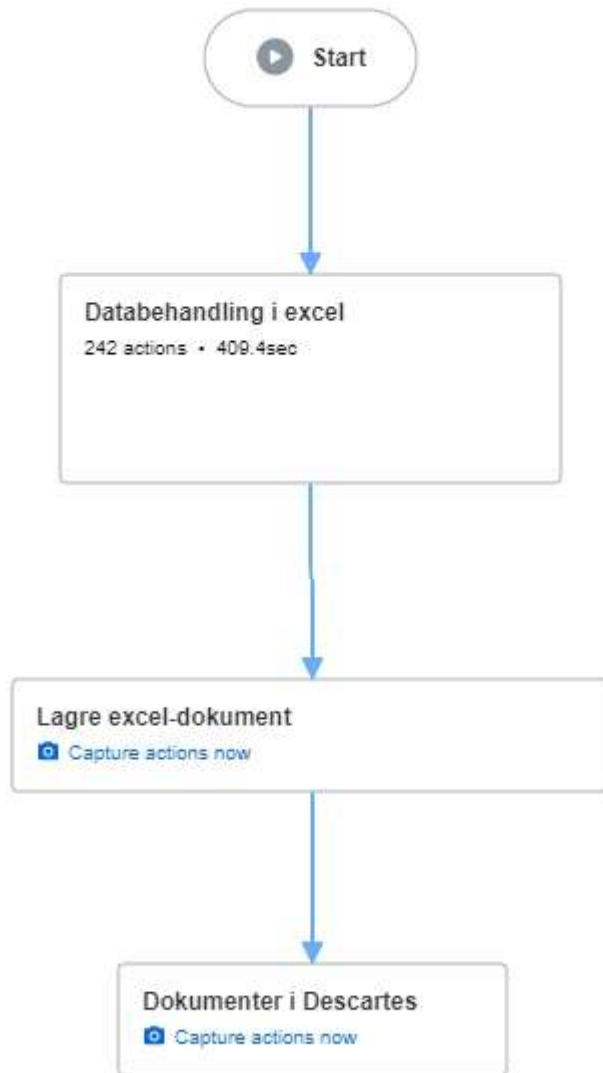 Start
Databehandling i excel
242 actions • 409.4sec
Lagre excel-dokument
Capture actions now
Dokumenter i Descartes
Capture actions now